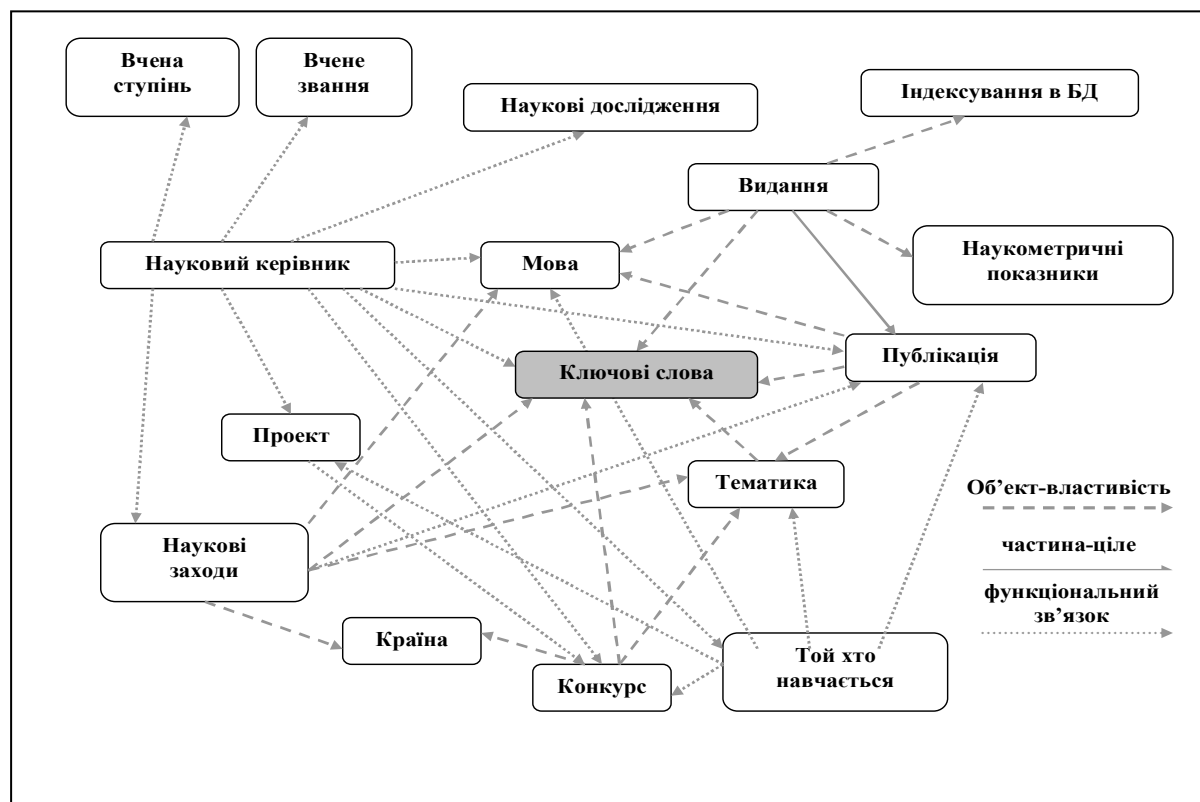 Вчена
ступінь
Вчене
звання
Наукові дослідження
Індексування в БД
Видання
Науковий керівник
Мова
Наукометричні
показники
Публікація
Ключові слова
Проект
Тематика
Об’ект-властивість
частина-ціле
функціональний
зв’язок
Наукові
заходи
Країна
Конкурс
Той хто
навчається